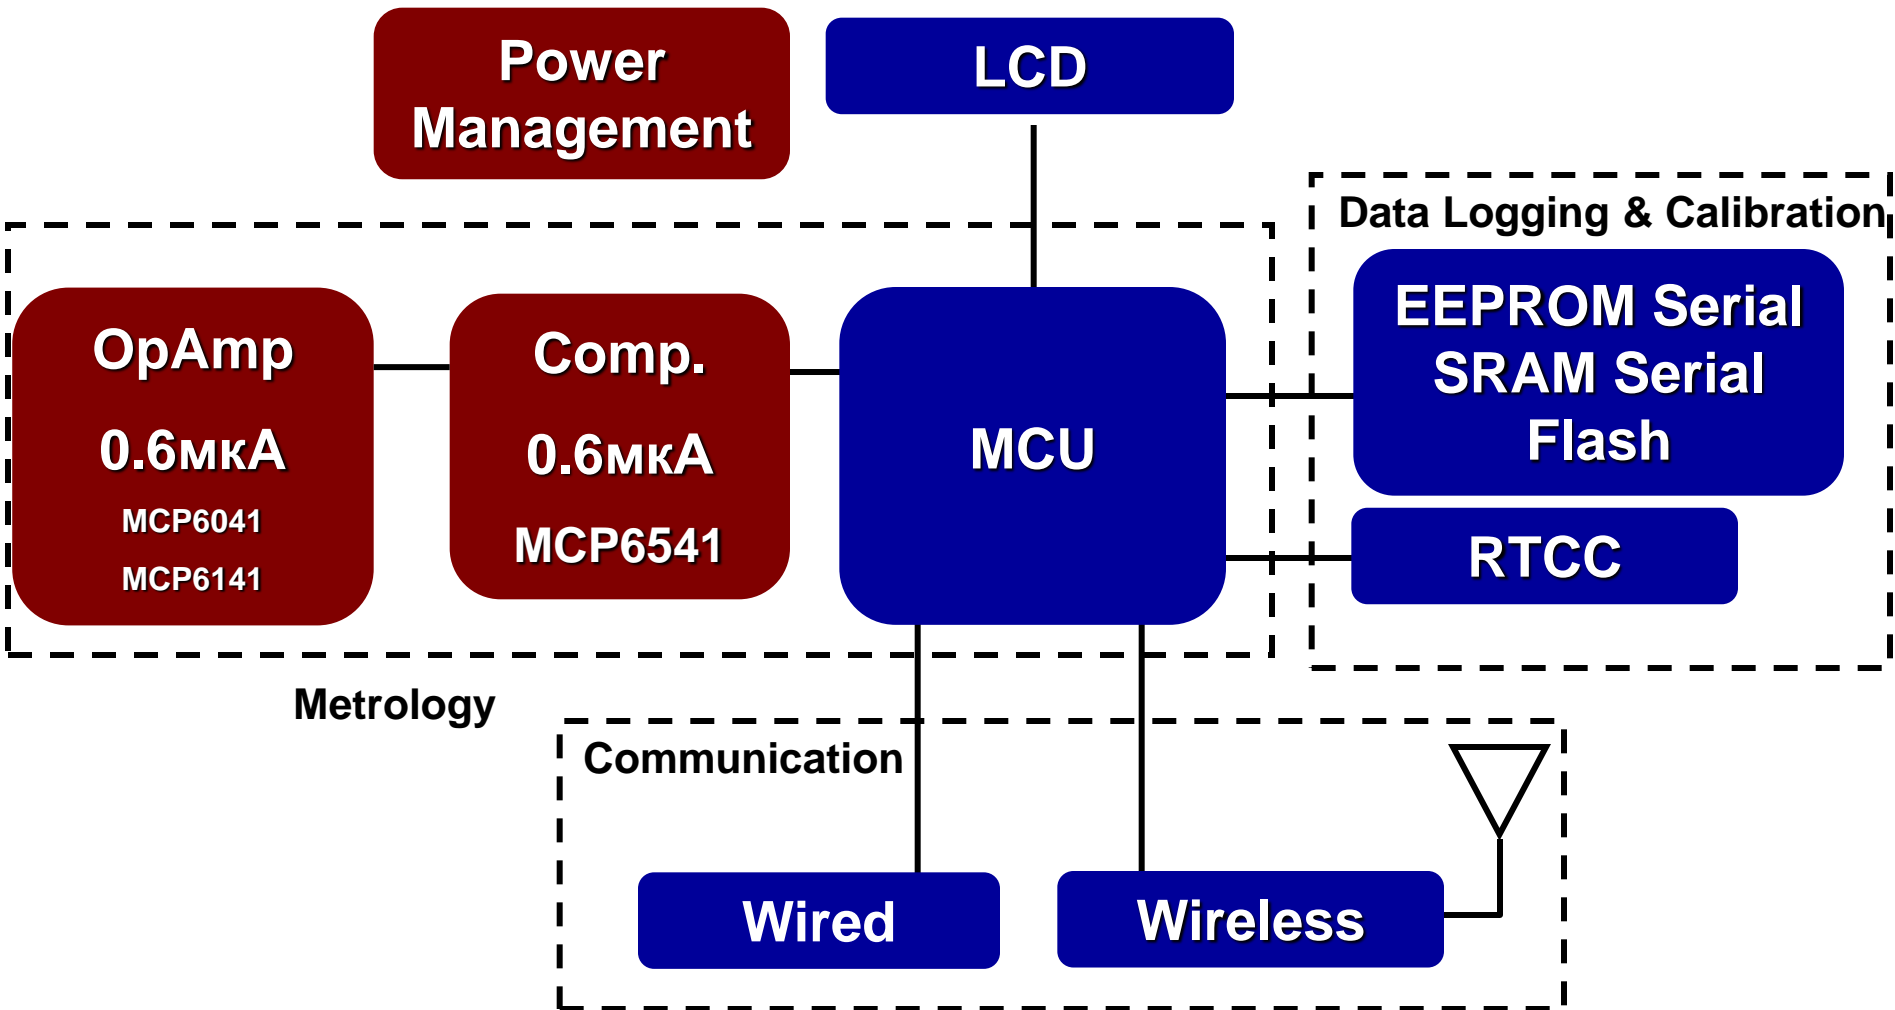 Power
Management
LCD
Data Logging & Calibration
OpAmp
0.6мкА
MCP6041
MCP6141
Comp.
0.6мкА
MCP6541
MCU
EEPROM Serial
SRAM Serial
Flash
RTCC
Metrology
Communication
Wired
Wireless